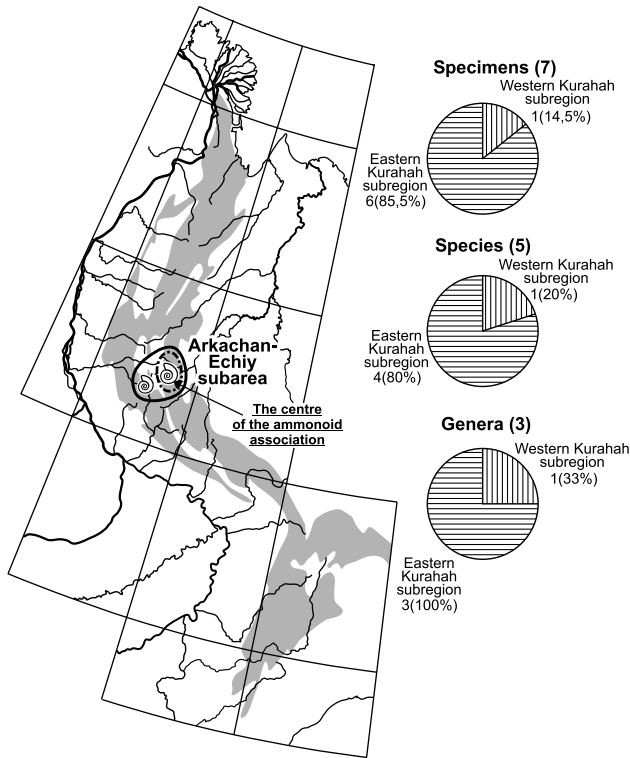 Specimens (7)
Western Kurahah
subregion
1(14,5%)
Eastern
Kurahah
subregion
6(85,5%)
Species (5)
Western Kurahah
subregion
1(20%)
Eastern
Kurahah
subregion
4(80%)
Genera (3)
Western Kurahah
subregion
1(33%)
Eastern
Kurahah
subregion
3(100%)
Arkachan-
Echiy
subarea
The centre
of the ammonoid
association